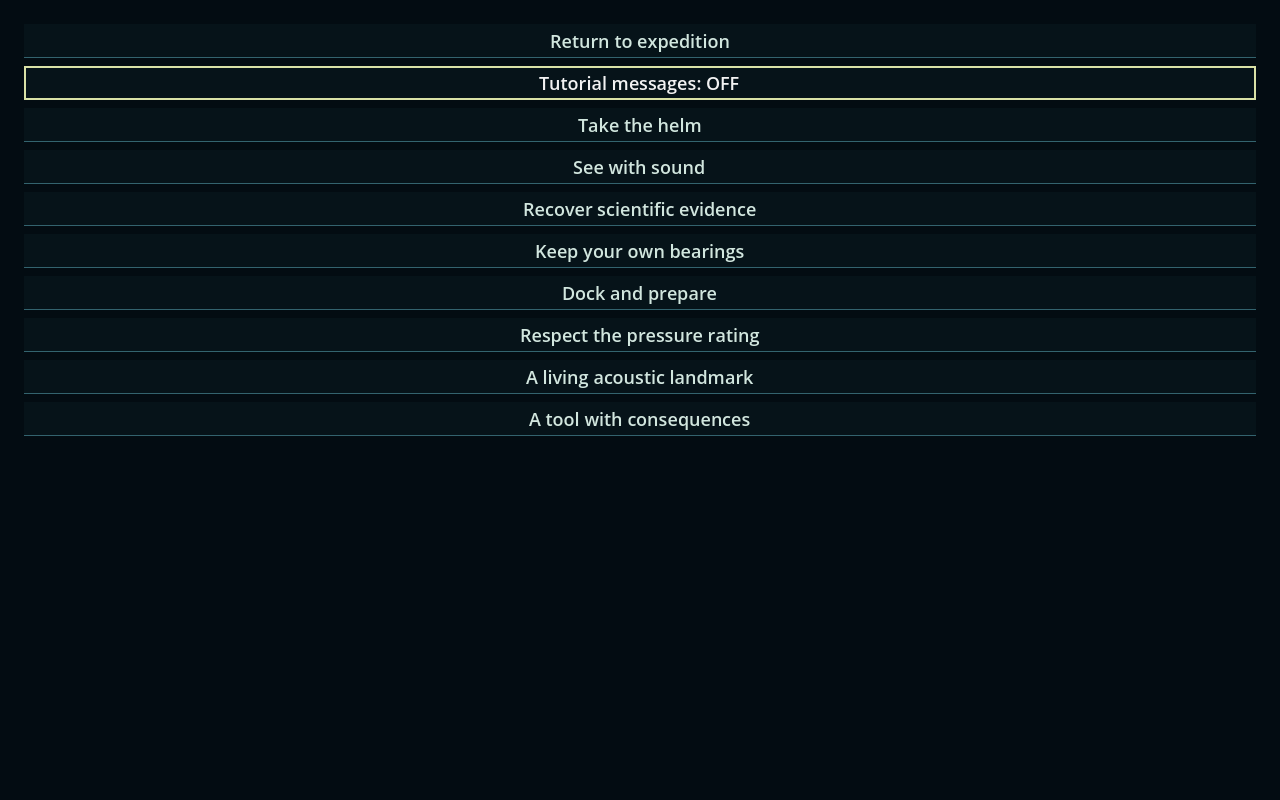 Return to expedition
Tutorial messages: OFF
Take the helm
See with sound
Recover scientific evidence
Keep your own bearings
Dock and prepare
Respect the pressure rating
A living acoustic landmark
A tool with consequences